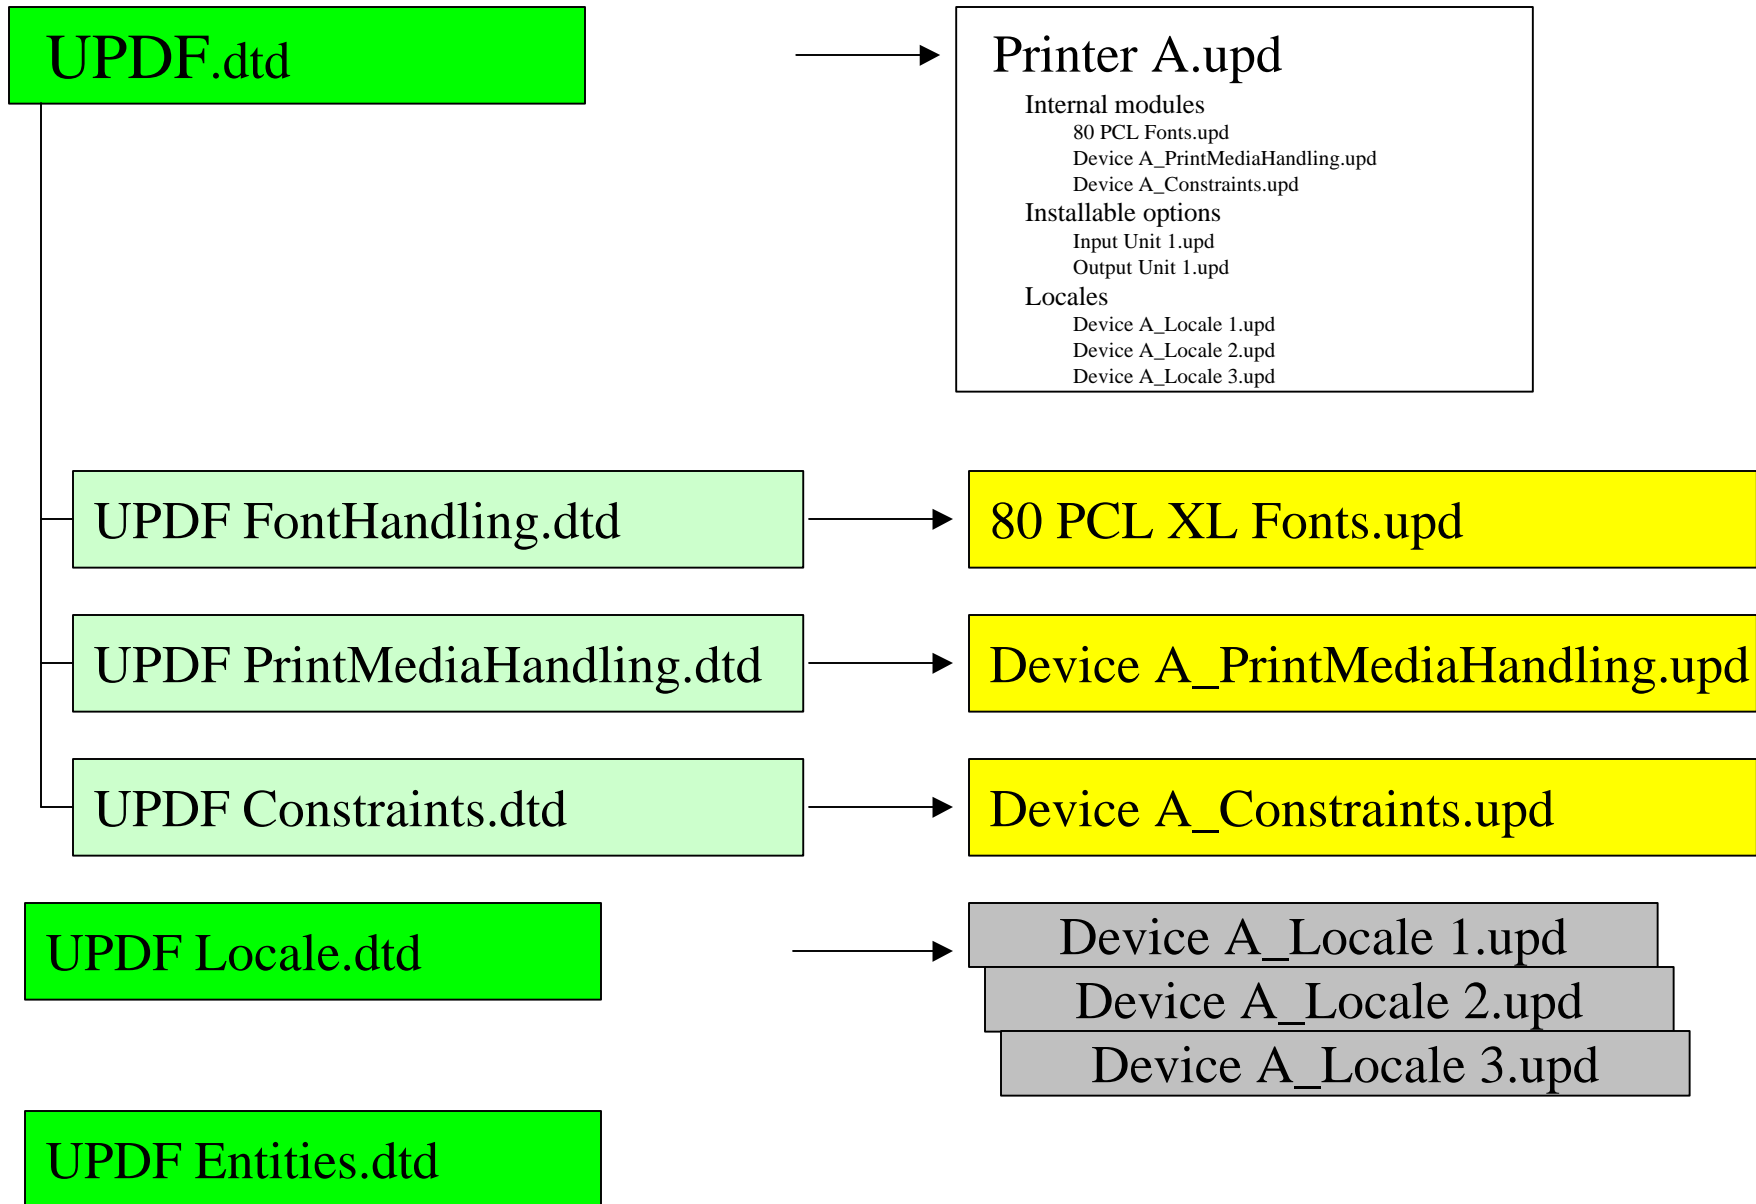 UPDF.dtd
Printer A.upd
Internal modules
80 PCL Fonts.upd
Device A_PrintMediaHandling.upd
Device A_Constraints.upd
Installable options
Input Unit 1.upd
Output Unit 1.upd
Locales
Device A_Locale 1.upd
Device A_Locale 2.upd
Device A_Locale 3.upd
UPDF FontHandling.dtd
80 PCL XL Fonts.upd
UPDF PrintMediaHandling.dtd
Device A_PrintMediaHandling.upd
UPDF Constraints.dtd
Device A_Constraints.upd
UPDF Locale.dtd
Device A_Locale 1.upd
Device A_Locale 2.upd
Device A_Locale 3.upd
UPDF Entities.dtd